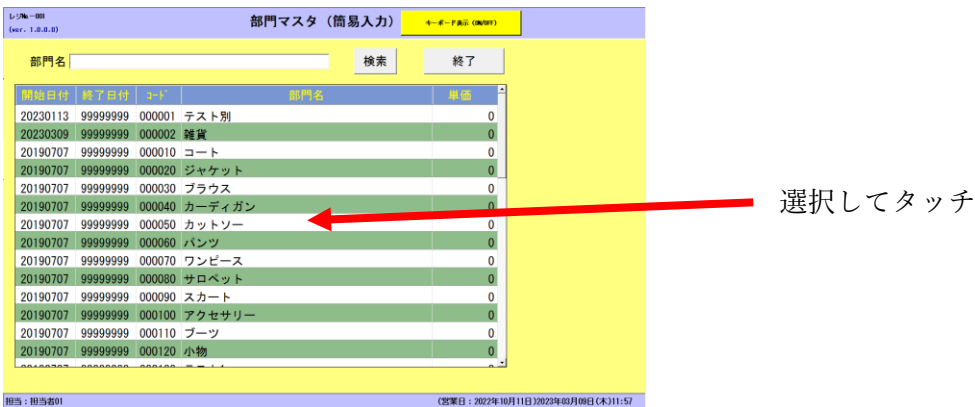 レジNo-001
(ver. 1.0.0.0)
部門マスタ（簡易入力）
キーボード表示 (ON/OFF)
部門名
検索
終了
開始日付 終了日付 コード 部門名 単価
20230113 99999999 000001 テスト別 0
20230309 99999999 000002 雑貨 0
20190707 99999999 000010 コート 0
20190707 99999999 000020 ジャケット 0
20190707 99999999 000030 ブラウス 0
20190707 99999999 000040 カーディガン 0
20190707 99999999 000050 カットソー 0
20190707 99999999 000060 パンツ 0
20190707 99999999 000070 ワンピース 0
20190707 99999999 000080 サロペット 0
20190707 99999999 000090 スカート 0
20190707 99999999 000100 アクセサリー 0
20190707 99999999 000110 ブーツ 0
20190707 99999999 000120 小物 0
選択してタッチ
担当：担当者01
(営業日：2022年10月11日)2023年03月09日(木)11:57